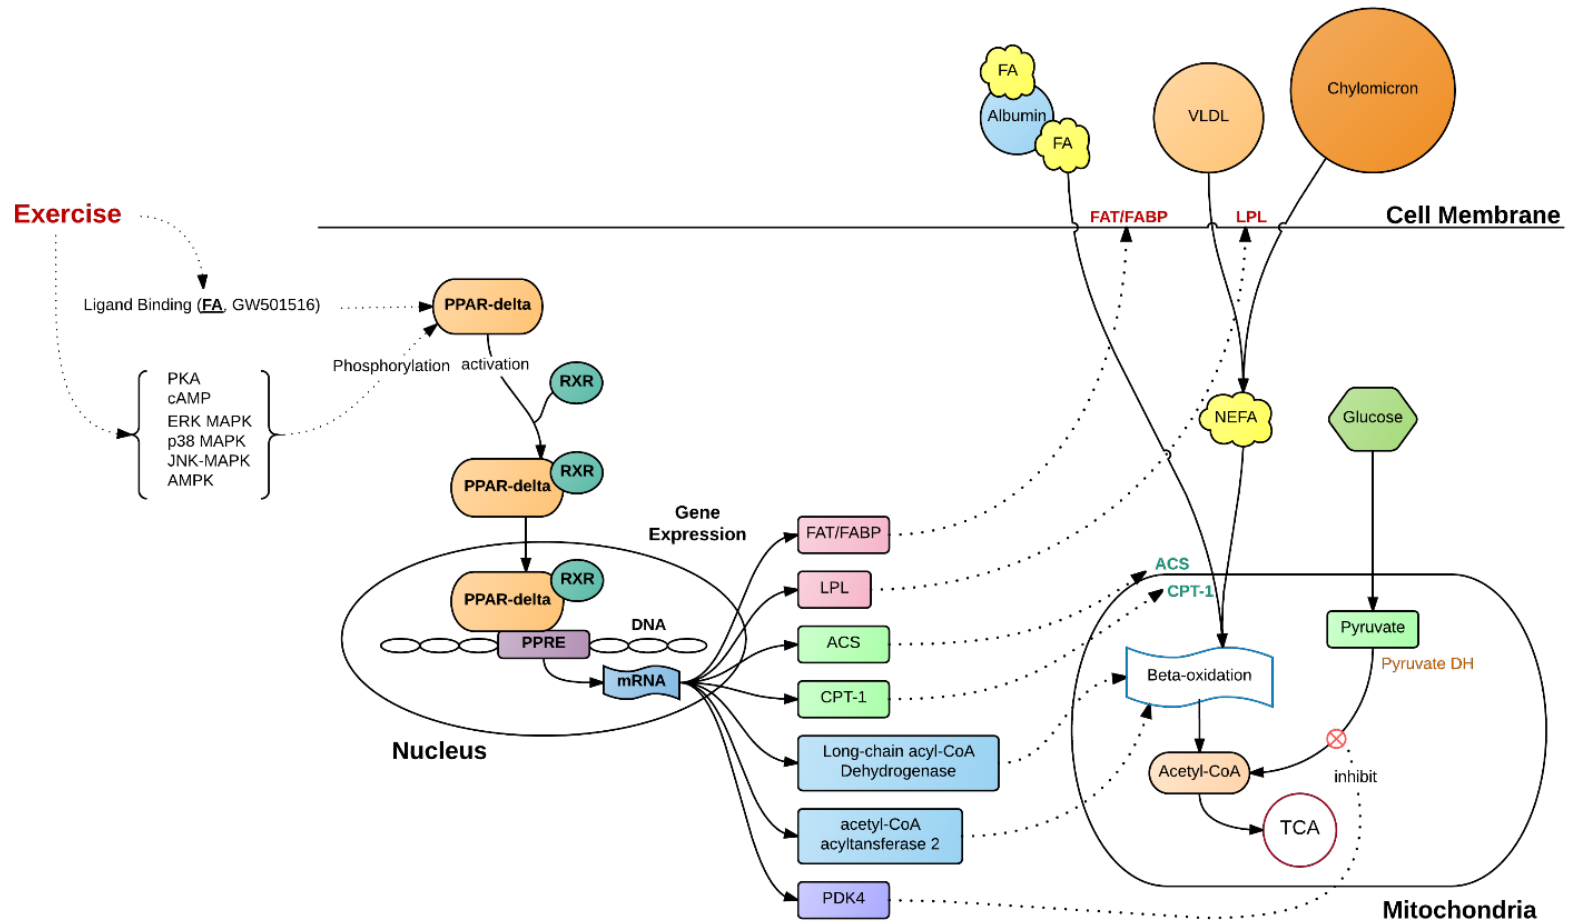 FA
Albumin
FA
VLDL
Chylomicron
Exercise
FAT/FABP
LPL
Cell Membrane
Ligand Binding (FA, GW501516)
PPAR-delta
Phosphorylation
activation
RXR
PKA
cAMP
ERK MAPK
p38 MAPK
JNK-MAPK
AMPK
NEFA
Glucose
PPAR-delta
RXR
Gene
Expression
PPAR-delta
RXR
PPRE
DNA
mRNA
Nucleus
FAT/FABP
LPL
ACS
CPT-1
Long-chain acyl-CoA
Dehydrogenase
acetyl-CoA
acyltansferase 2
PDK4
ACS
CPT-1
Pyruvate
Pyruvate DH
Beta-oxidation
Acetyl-CoA
inhibit
TCA
Mitochondria